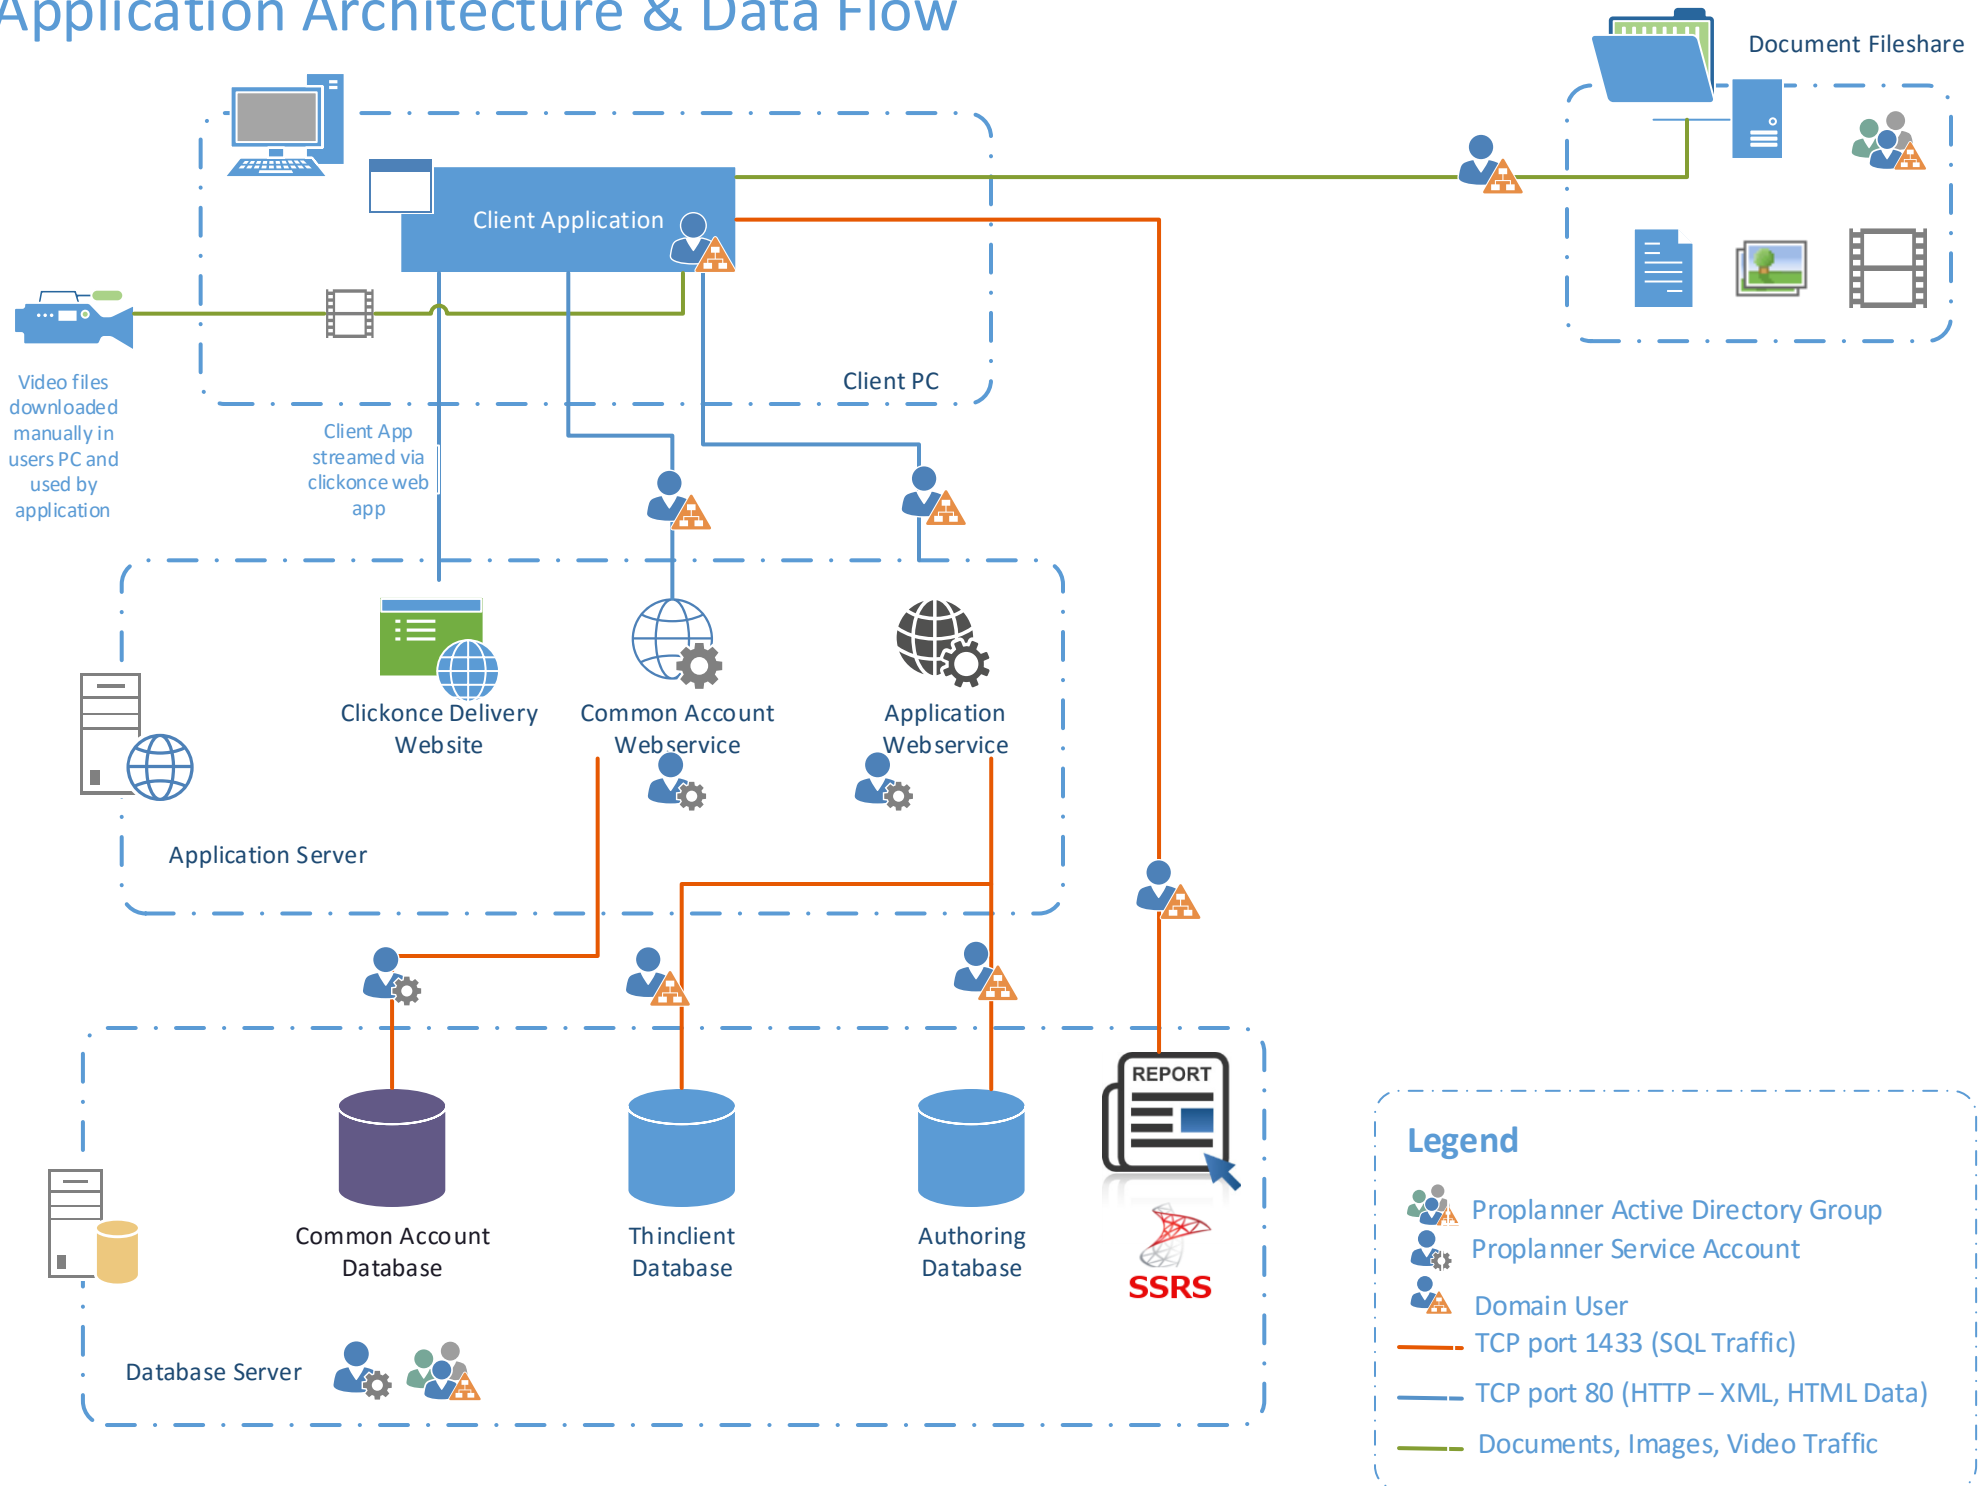 Application Architecture & Data Flow
Document Fileshare
Client Application
Client PC
Video files
downloaded
manually in
users PC and
used by
application
Client App
streamed via
clickonce web
app
Clickonce Delivery
Website
Common Account
Webservice
Application
Webservice
Application Server
REPORT
Common Account
Database
Thinclient
Database
Authoring
Database
SSRS
Database Server
Legend
Proplanner Active Directory Group
Proplanner Service Account
Domain User
TCP port 1433 (SQL Traffic)
TCP port 80 (HTTP – XML, HTML Data)
Documents, Images, Video Traffic